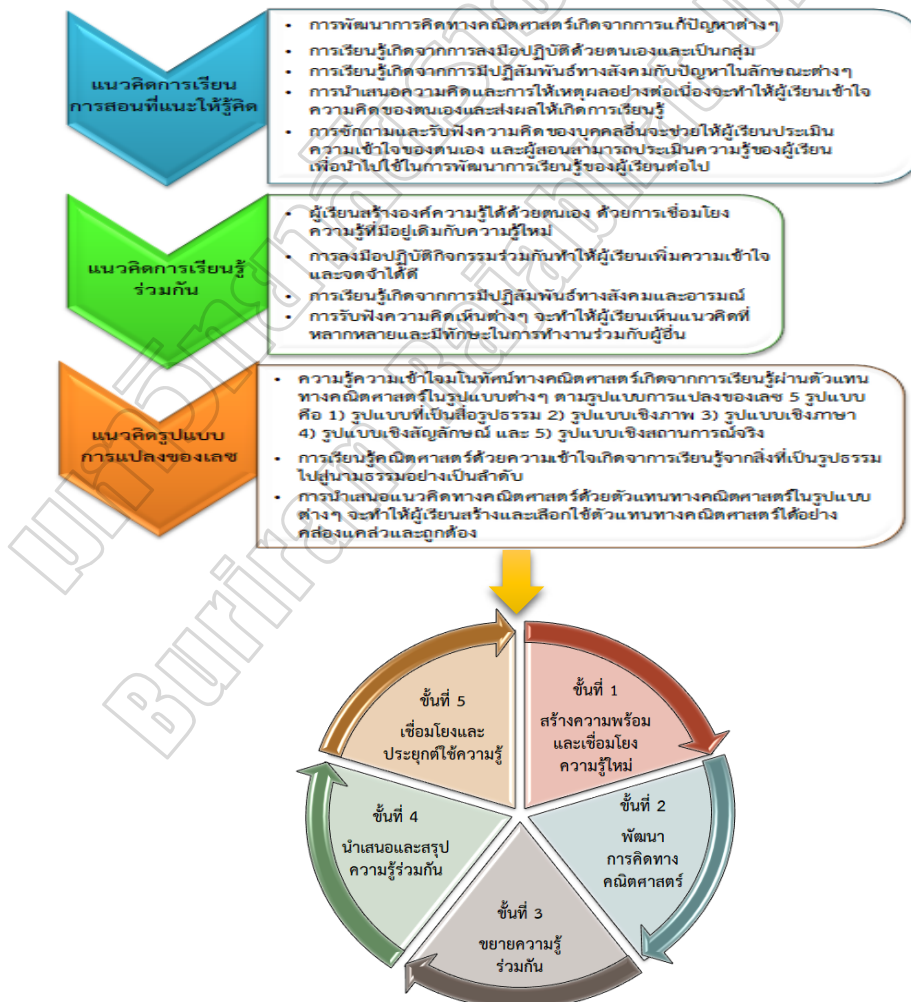 แนวคิดการเรียน
การสอนที่แนะให้รู้คิด
• การพัฒนาการคิดทางคณิตศาสตร์เกิดจากการแก้ปัญหาต่างๆ
• การเรียนรู้เกิดจากการลงมือปฏิบัติด้วยตนเองและเป็นกลุ่ม
• การเรียนรู้เกิดจากการมีปฏิสัมพันธ์ทางสังคมกับปัญหาในลักษณะต่างๆ
• การนำเสนอความคิดและการให้เหตุผลอย่างต่อเนื่องจะทำให้ผู้เรียนเข้าใจ
ความคิดของตนเองและส่งผลให้เกิดการเรียนรู้
• การซักถามและรับฟังความคิดของบุคคลอื่นจะช่วยให้ผู้เรียนประเมิน
ความเข้าใจของตนเอง และผู้สอนสามารถประเมินความรู้ของผู้เรียน
เพื่อนำไปใช้ในการพัฒนาการเรียนรู้ของผู้เรียนต่อไป
แนวคิดการเรียนรู้
ร่วมกัน
• ผู้เรียนสร้างองค์ความรู้ได้ด้วยตนเอง ด้วยการเชื่อมโยง
ความรู้ที่มีอยู่เดิมกับความรู้ใหม่
• การลงมือปฏิบัติกิจกรรมร่วมกันทำให้ผู้เรียนเพิ่มความเข้าใจ
และจดจำได้ดี
• การเรียนรู้เกิดจากการมีปฏิสัมพันธ์ทางสังคมและอารมณ์
• การรับฟังความคิดเห็นต่างๆ จะทำให้ผู้เรียนเห็นแนวคิดที่
หลากหลายและมีทักษะในการทำงานร่วมกับผู้อื่น
แนวคิดรูปแบบ
การแปลงของเลช
• ความรู้ความเข้าใจมโนทัศน์ทางคณิตศาสตร์เกิดจากการเรียนรู้ผ่านตัวแทน
ทางคณิตศาสตร์ในรูปแบบต่างๆ ตามรูปแบบการแปลงของเลช 5 รูปแบบ
คือ 1) รูปแบบที่เป็นสื่อรูปธรรม 2) รูปแบบเชิงภาพ 3) รูปแบบเชิงภาษา
4) รูปแบบเชิงสัญลักษณ์ และ 5) รูปแบบเชิงสถานการณ์จริง
• การเรียนรู้คณิตศาสตร์ด้วยความเข้าใจเกิดจากการเรียนรู้จากสิ่งที่เป็นรูปธรรม
ไปสู่นามธรรมอย่างเป็นลำดับ
• การนำเสนอแนวคิดทางคณิตศาสตร์ด้วยตัวแทนทางคณิตศาสตร์ในรูปแบบ
ต่างๆ จะทำให้ผู้เรียนสร้างและเลือกใช้ตัวแทนทางคณิตศาสตร์ได้อย่าง
คล่องแคล่วและถูกต้อง
ขั้นที่ 1
สร้างความพร้อม
และเชื่อมโยง
ความรู้ใหม่
ขั้นที่ 2
พัฒนา
การคิดทาง
คณิตศาสตร์
ขั้นที่ 3
ขยายความรู้
ร่วมกัน
ขั้นที่ 4
นำเสนอและสรุป
ความรู้ร่วมกัน
ขั้นที่ 5
เชื่อมโยงและ
ประยุกต์ใช้ความรู้
Buriram Rajabhat